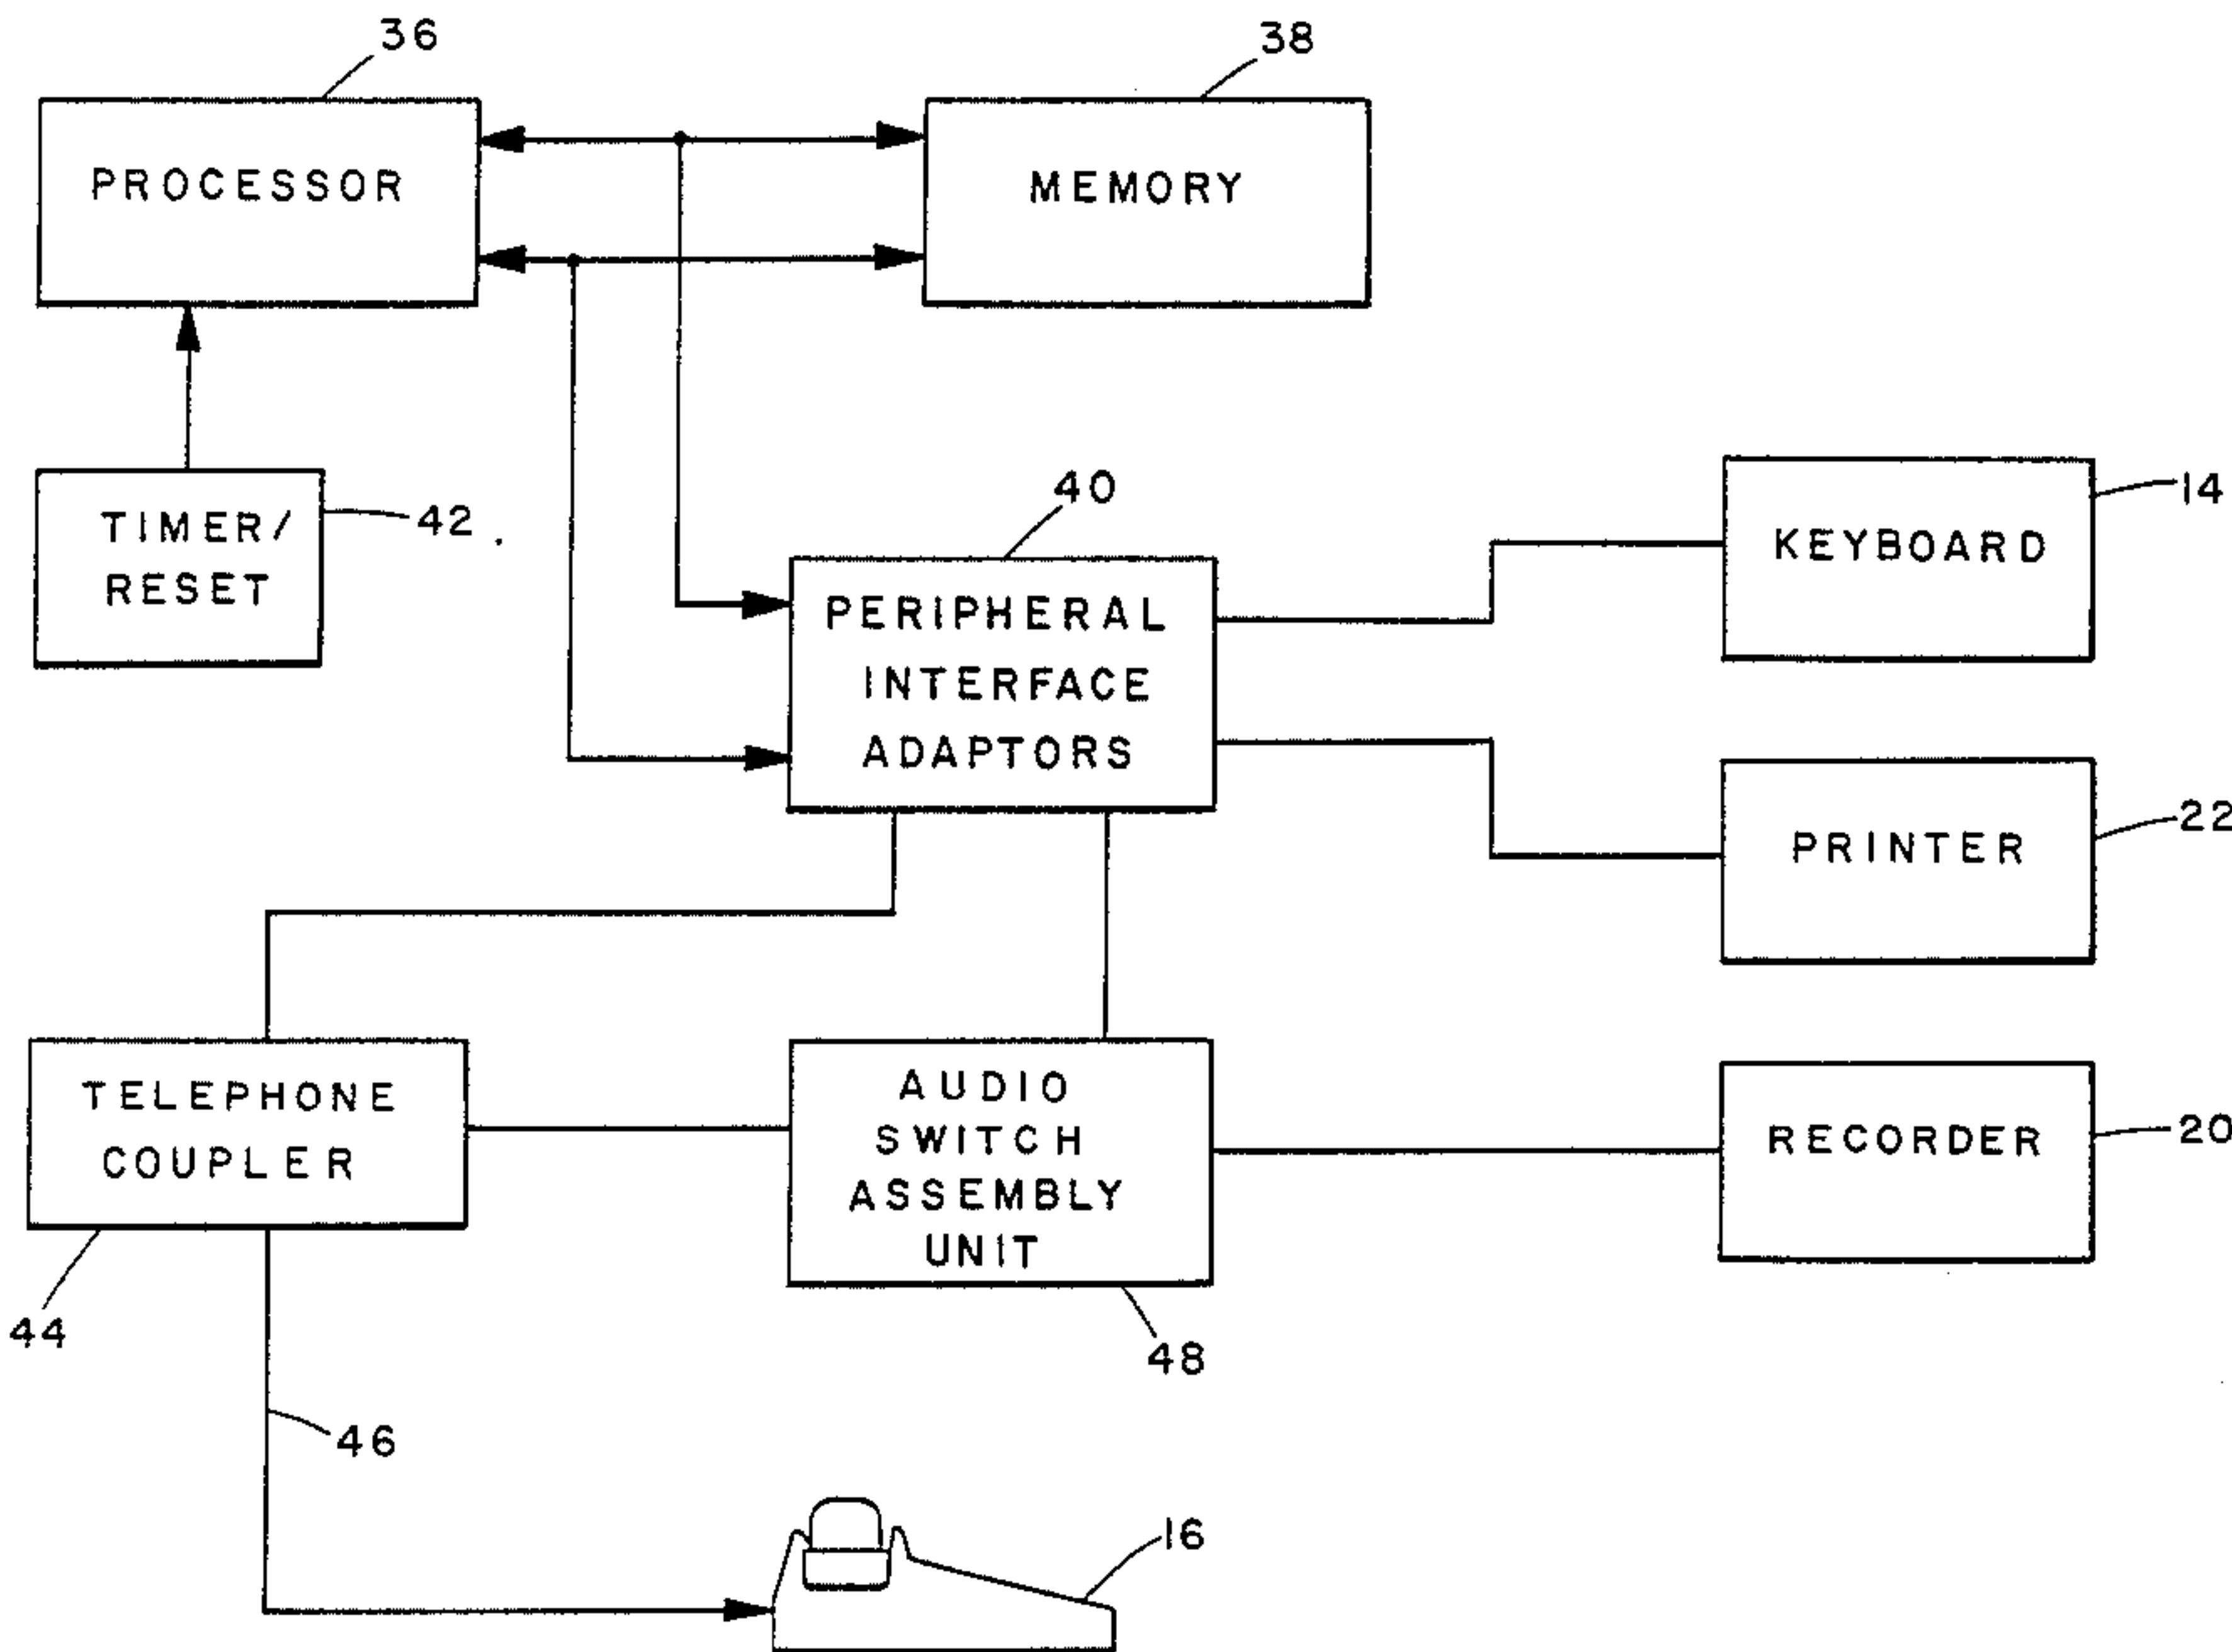 36
38
PROCESSOR
MEMORY
40
14
TIMER/
RESET
42
KEYBOARD
PERIPHERAL
INTERFACE
ADAPTORS
22
PRINTER
TELEPHONE
COUPLER
AUDIO
SWITCH
ASSEMBLY
UNIT
RECORDER
20
44
48
46
16